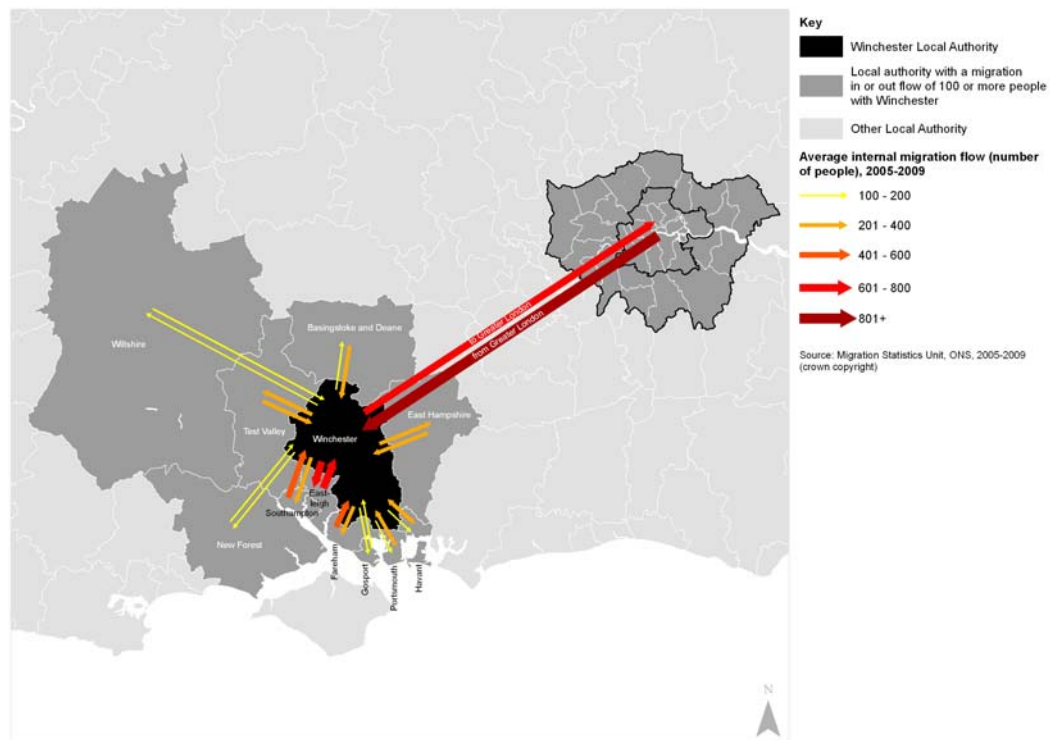 Key
Winchester Local Authority
Local authority with a migration
in or out flow of 100 or more people
with Winchester
Other Local Authority
Average internal migration flow (number
of people), 2005-2009
100 - 200
201 - 400
401 - 600
601 - 800
801+
Source: Migration Statistics Unit, ONS, 2005-2009
(crown copyright)
to Greater London
from Greater London
Basingstoke and Deane
Wiltshire
East Hampshire
Test Valley
Winchester
East-
leigh
Southampton
New Forest
Fareham
Gosport
Portsmouth
Havant
N